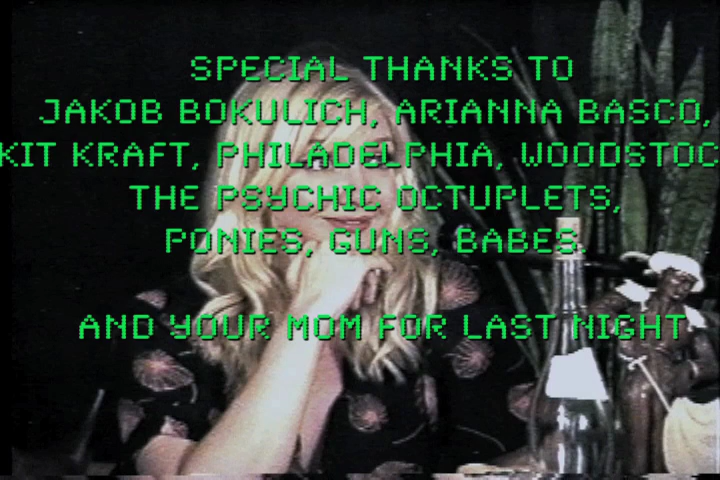 SPECIAL THANKS TO
JAKOB BOKULICH, ARIANNA BASCO,
KIT KRAFT, PHILADELPHIA, WOODSTOC
THE PSYCHIC OCTUPLETS,
PONIES, GUNS, BABES.
AND YOUR MOM FOR LAST NIGHT